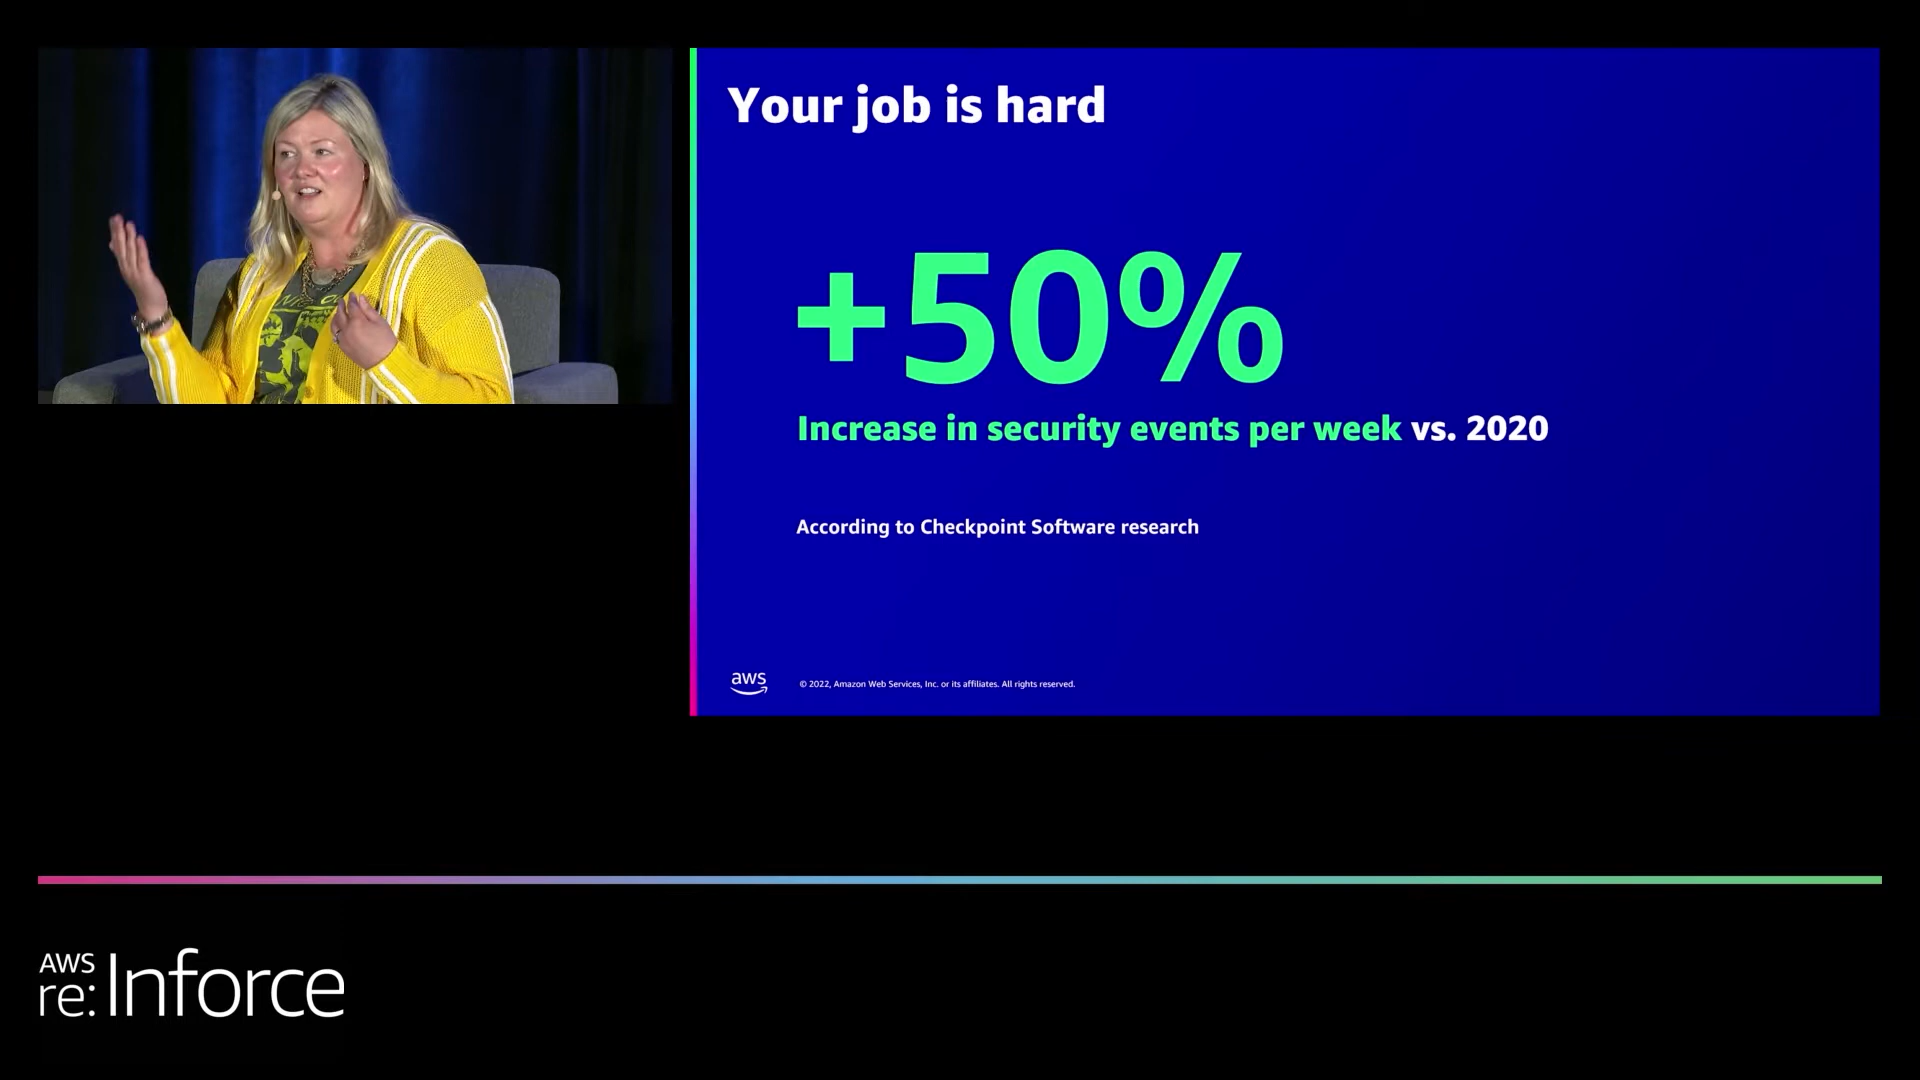 Your job is hard
+50%
Increase in security events per week vs. 2020
According to Checkpoint Software research
aws
© 2022, Amazon Web Services, Inc. or its affiliates. All rights reserved.
AWS
re:Inforce